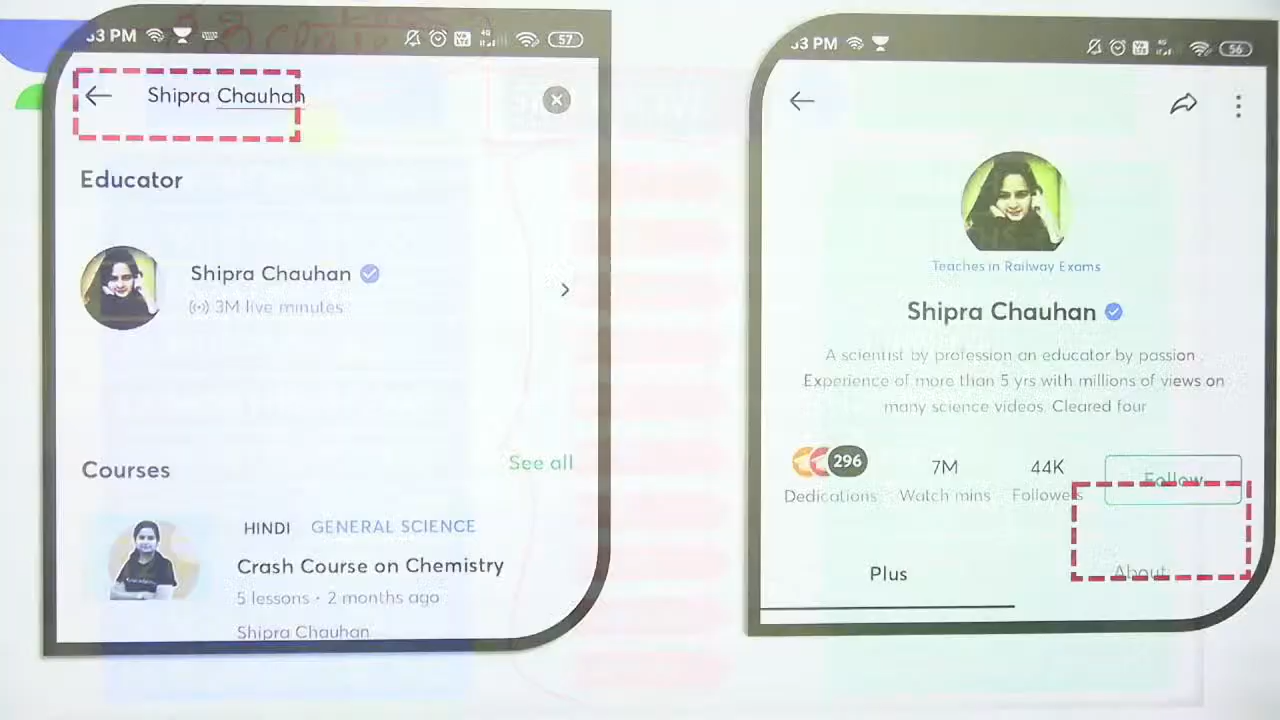 :33 PM
57
Shipra Chauhan
Educator
Shipra Chauhan
3M live minutes
Courses
See all
HINDI GENERAL SCIENCE
Crash Course on Chemistry
5 lessons • 2 months ago
Shipra Chauhan
:33 PM
56
Teaches in Railway Exams
Shipra Chauhan
A scientist by profession an educator by passion
Experience of more than 5 yrs with millions of views on
many science videos. Cleared four
296 7M 44K Follow
Dedications Watch mins Followers
Plus About